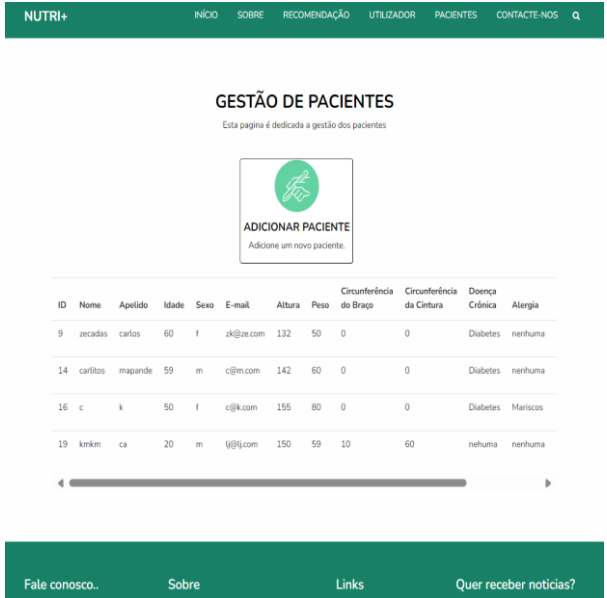 NUTRI+ INÍCIO SOBRE RECOMENDAÇÃO UTILIZADOR PACIENTES CONTACTE-NOS
GESTÃO DE PACIENTES
Esta pagina é dedicada a gestão dos pacientes
ADICIONAR PACIENTE
Adicione um novo paciente.
ID Nome Apelido Idade Sexo E-mail Altura Peso Circunferência do Braço Circunferência da Cintura Doença Crônica Alergia
9 zecadas carlos 60 f zk@ze.com 132 50 0 0 Diabetes nenhuma
14 carlitos mapande 59 m c@m.com 142 60 0 0 Diabetes nenhuma
16 c k 50 f c@k.com 155 80 0 0 Diabetes Mariscos
19 kmkm ca 20 m lj@lj.com 150 59 10 60 nehuma nenhuma
Fale conosco.. Sobre Links Quer receber noticias?